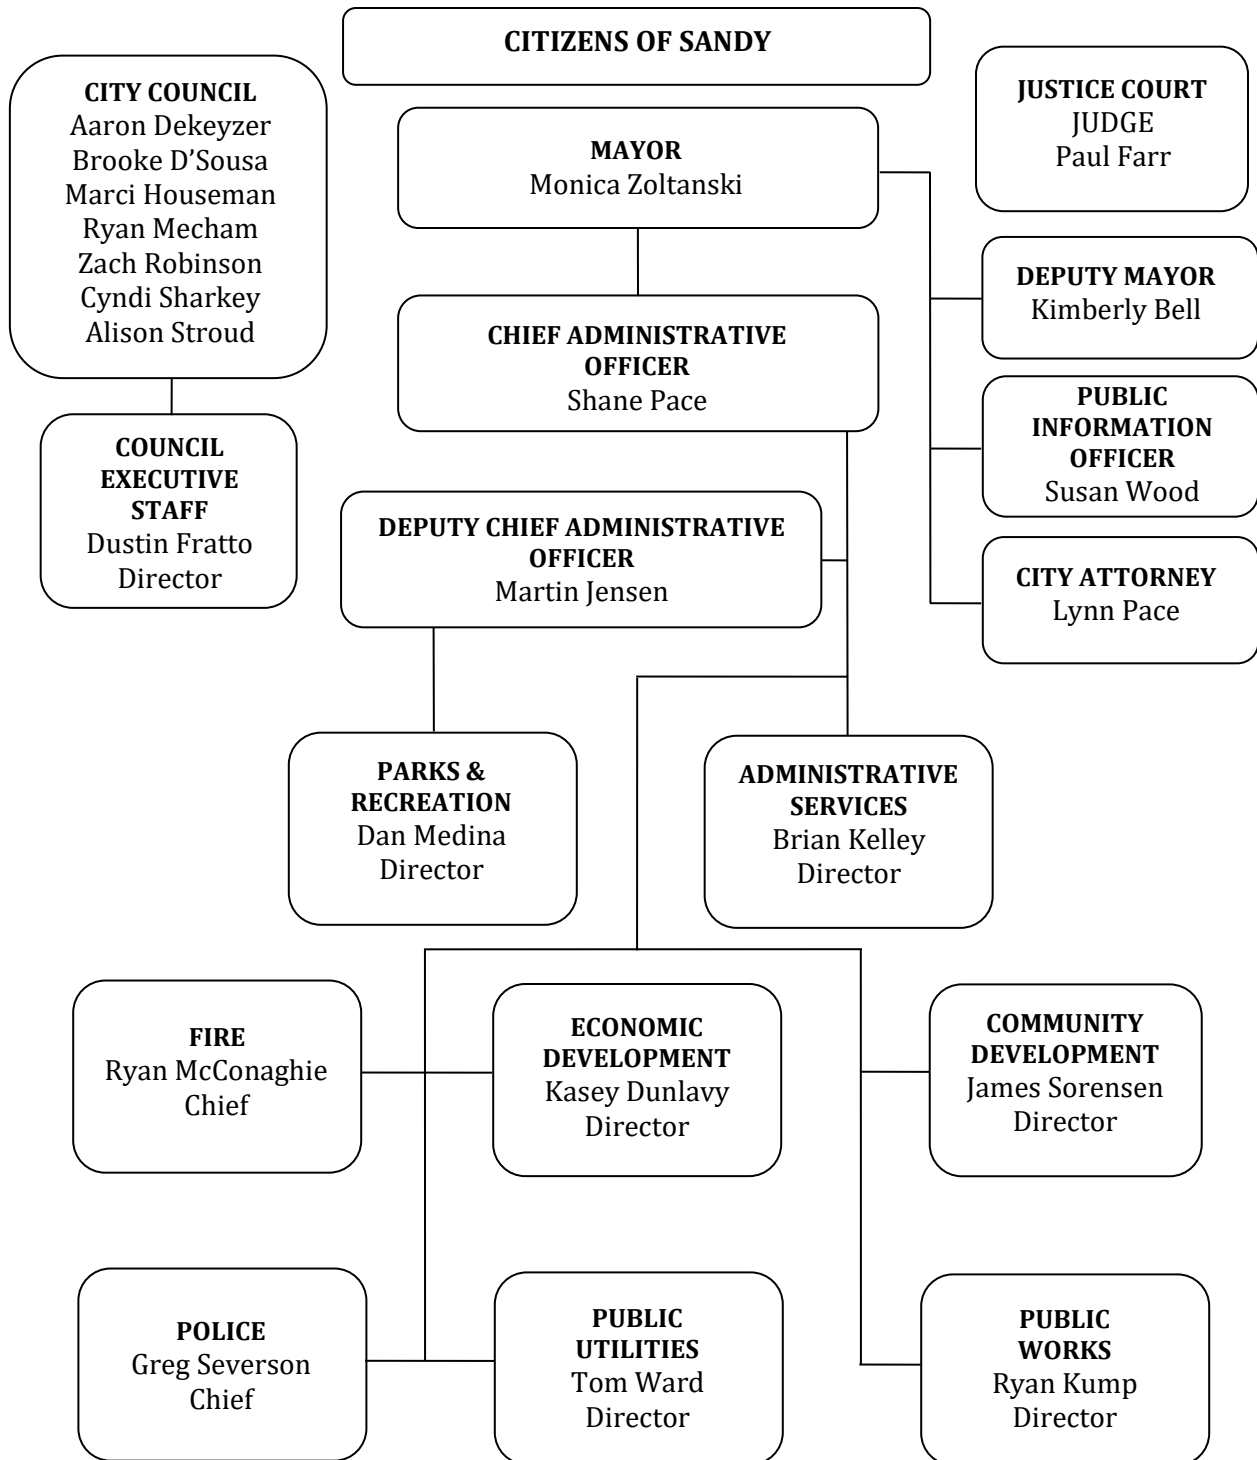 CITIZENS OF SANDY
CITY COUNCIL
Aaron Dekeyzer
Brooke D’Sousa
Marci Houseman
Ryan Mecham
Zach Robinson
Cyndi Sharkey
Alison Stroud
MAYOR
Monica Zoltanski
JUSTICE COURT
JUDGE
Paul Farr
DEPUTY MAYOR
Kimberly Bell
CHIEF ADMINISTRATIVE
OFFICER
Shane Pace
PUBLIC
INFORMATION
OFFICER
Susan Wood
COUNCIL
EXECUTIVE
STAFF
Dustin Fratto
Director
DEPUTY CHIEF ADMINISTRATIVE
OFFICER
Martin Jensen
CITY ATTORNEY
Lynn Pace
PARKS &
RECREATION
Dan Medina
Director
ADMINISTRATIVE
SERVICES
Brian Kelley
Director
FIRE
Ryan McConaghie
Chief
ECONOMIC
DEVELOPMENT
Kasey Dunlavy
Director
COMMUNITY
DEVELOPMENT
James Sorensen
Director
POLICE
Greg Severson
Chief
PUBLIC
UTILITIES
Tom Ward
Director
PUBLIC
WORKS
Ryan Kump
Director